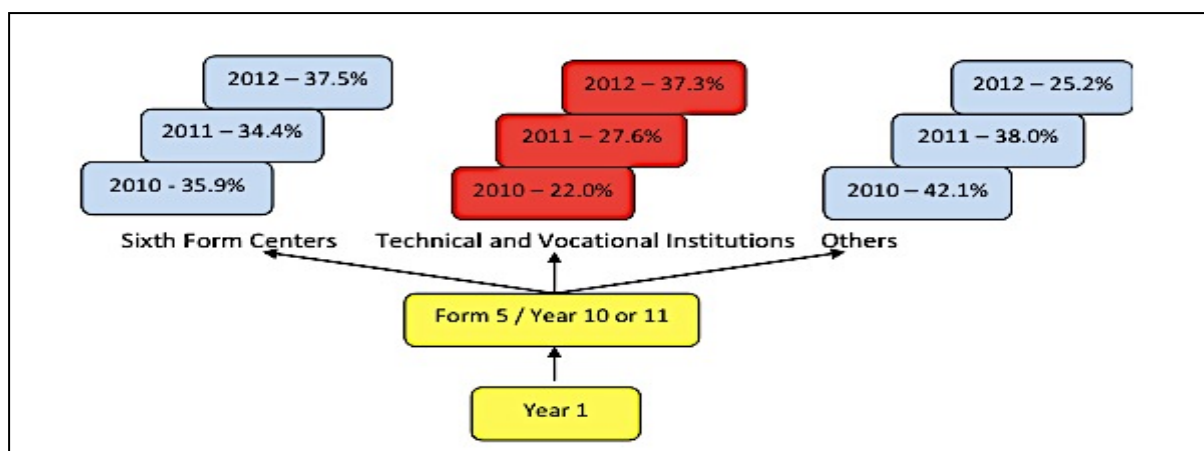 2012 – 37.5%
2011 – 34.4%
2010 - 35.9%
Sixth Form Centers
2012 – 37.3%
2011 – 27.6%
2010 – 22.0%
Technical and Vocational Institutions
2012 – 25.2%
2011 – 38.0%
2010 – 42.1%
Others
Form 5 / Year 10 or 11
Year 1